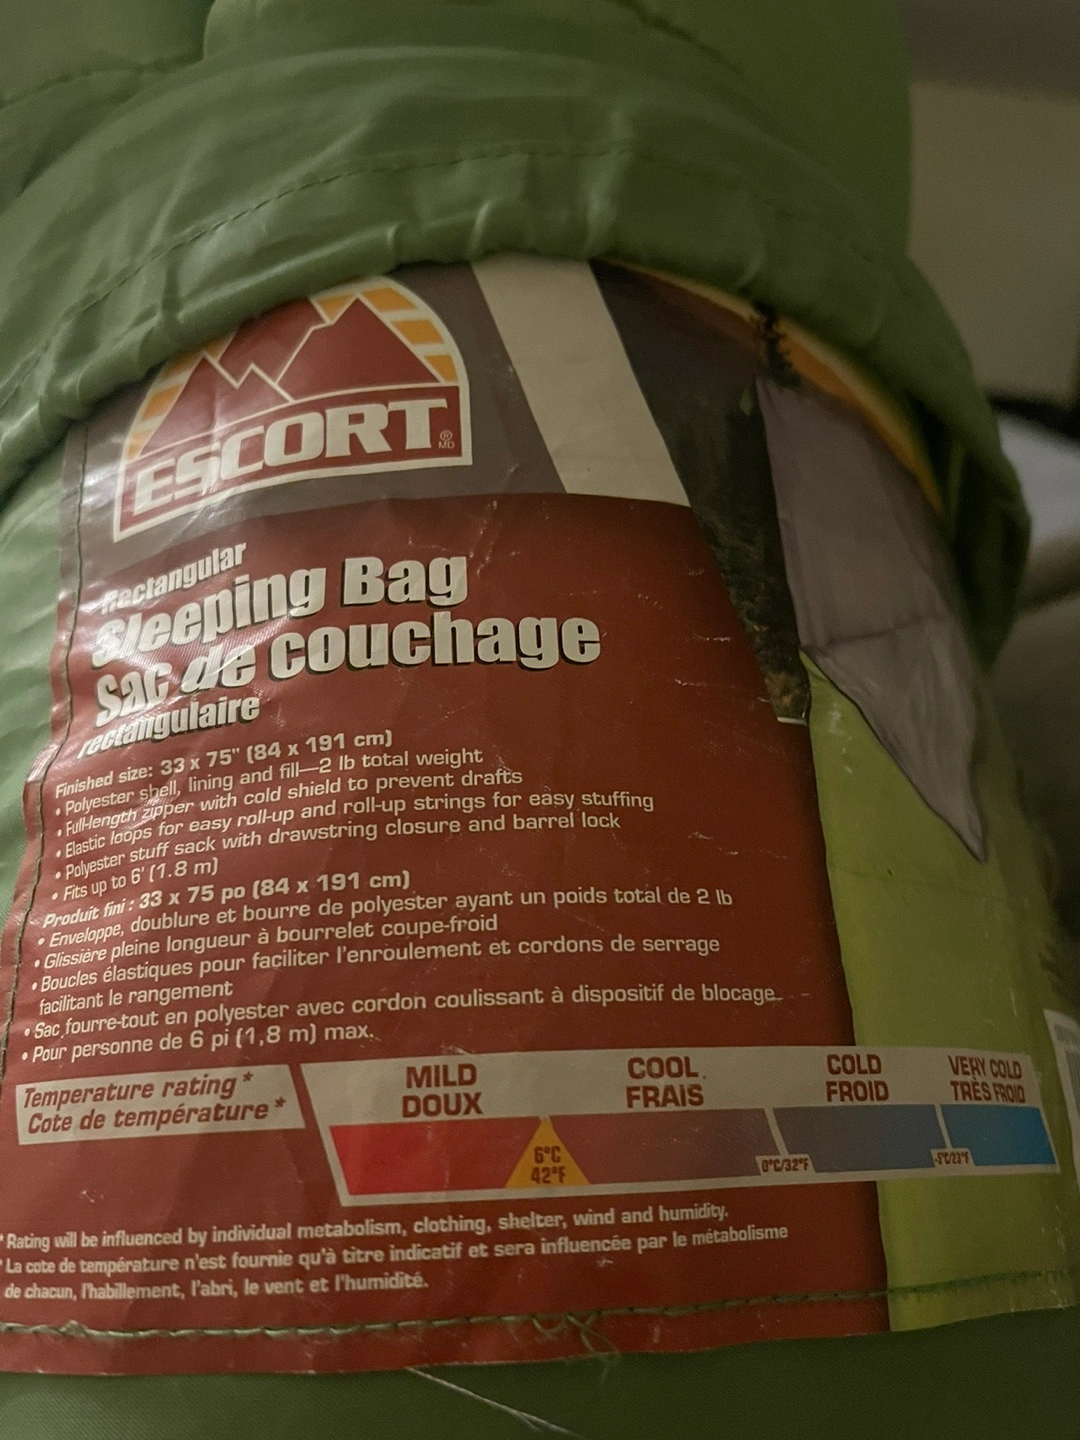 ESCORT ® MD
Rectangular
Sleeping Bag
Sac de couchage
rectangulaire
Finished size: 33 x 75" (84 x 191 cm)
• Polyester shell, lining and fill—2 lb total weight
• Full-length zipper with cold shield to prevent drafts
• Elastic loops for easy roll-up and roll-up strings for easy stuffing
• Polyester stuff sack with drawstring closure and barrel lock
• Fits up to 6' (1.8 m)
Produit fini : 33 x 75 po (84 x 191 cm)
• Enveloppe, doublure et bourre de polyester ayant un poids total de 2 lb
• Glissière pleine longueur à bourrelet coupe-froid
• Boucles élastiques pour faciliter l'enroulement et cordons de serrage
facilitant le rangement
• Sac fourre-tout en polyester avec cordon coulissant à dispositif de blocage
• Pour personne de 6 pi (1,8 m) max.
Temperature rating*
Cote de température*
MILD
DOUX
COOL
FRAIS
COLD
FROID
VERY COLD
TRÈS FROID
6°C
42°F
0°C/32°F
-5°C/23°F
* Rating will be influenced by individual metabolism, clothing, shelter, wind and humidity.
* La cote de température n'est fournie qu'à titre indicatif et sera influencée par le métabolisme
de chacun, l'habillement, l'abri, le vent et l'humidité.